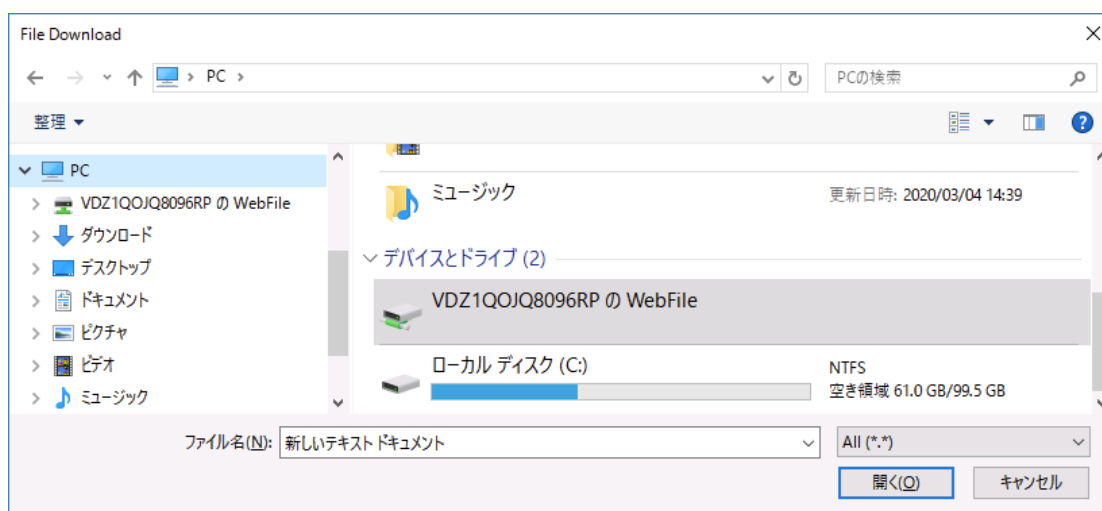 File Download
PC
PCの検索
整理
PC
VDZ1QOJQ8096RP の WebFile
ダウンロード
デスクトップ
ドキュメント
ピクチャ
ビデオ
ミュージック
ミュージック
更新日時: 2020/03/04 14:39
デバイスとドライブ (2)
VDZ1QOJQ8096RP の WebFile
ローカル ディスク (C:)
NTFS
空き領域 61.0 GB/99.5 GB
ファイル名(N): 新しいテキスト ドキュメント
All (*.*)
開く(O) キャンセル